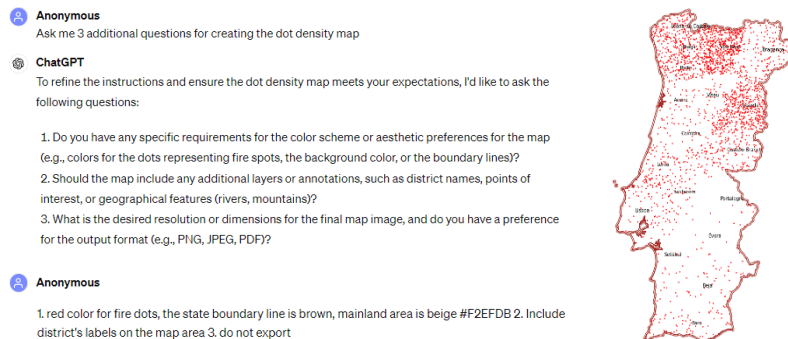 Anonymous
Ask me 3 additional questions for creating the dot density map
ChatGPT
To refine the instructions and ensure the dot density map meets your expectations, I'd like to ask the
following questions:
1. Do you have any specific requirements for the color scheme or aesthetic preferences for the map
(e.g., colors for the dots representing fire spots, the background color, or the boundary lines)?
2. Should the map include any additional layers or annotations, such as district names, points of
interest, or geographical features (rivers, mountains)?
3. What is the desired resolution or dimensions for the final map image, and do you have a preference
for the output format (e.g., PNG, JPEG, PDF)?
Anonymous
1. red color for fire dots, the state boundary line is brown, mainland area is beige #F2EFDB 2. Include
district's labels on the map area 3. do not export
Bragança
Aveiro
Coimbra
Leiria
Santarém
Portalegre
Lisboa
Évora
Setúbal
Beja
Faro